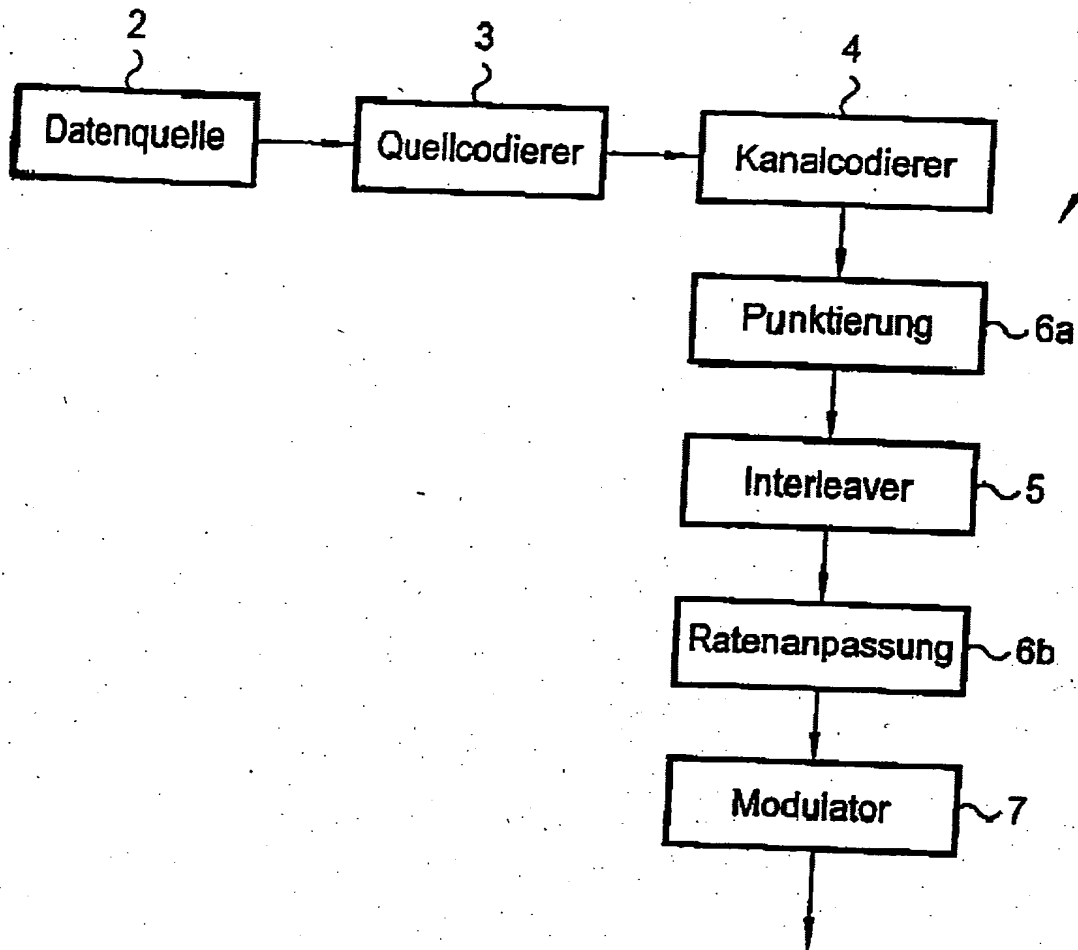 2
3
4
Datenquelle
Quellcodierer
Kanalcodierer
Punktierung
6a
Interleaver
5
Ratenanpassung
6b
Modulator
7